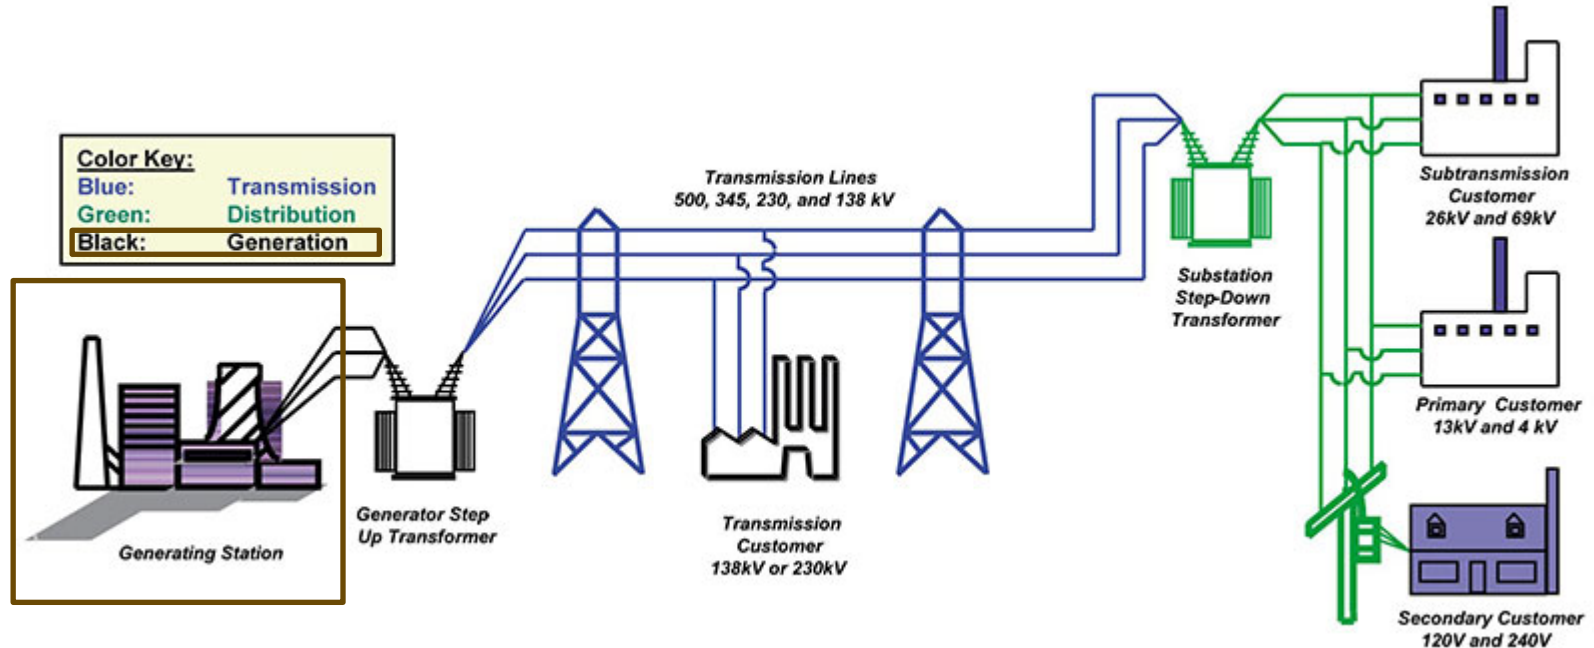 Color Key:
Blue: Transmission
Green: Distribution
Black: Generation
Generating Station
Generator Step
Up Transformer
Transmission Lines
500, 345, 230, and 138 kV
Transmission
Customer
138kV or 230kV
Substation
Step-Down
Transformer
Subtransmission
Customer
26kV and 69kV
Primary Customer
13kV and 4 kV
Secondary Customer
120V and 240V